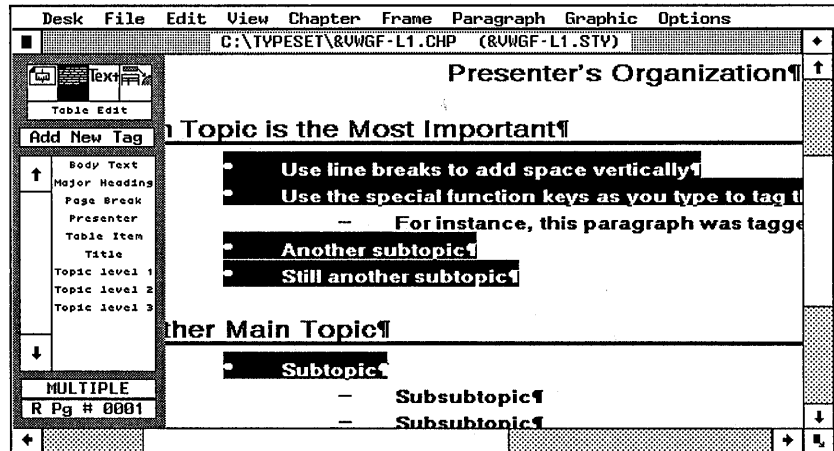 Desk File Edit View Chapter Frame Paragraph Graphic Options
C:\TYPESET\&VWGF-L1.CHP (&VWGF-L1.STY)
Text
Table Edit
Add New Tag
Body Text
Major Heading
Page Break
Presenter
Table Item
Title
Topic level 1
Topic level 2
Topic level 3
MULTIPLE
R Pg # 0001
Presenter's Organization¶
n Topic is the Most Important¶
• Use line breaks to add space vertically¶
• Use the special function keys as you type to tag t
– For instance, this paragraph was tagge
• Another subtopic¶
• Still another subtopic¶
ther Main Topic¶
• Subtopic¶
– Subsubtopic¶
– Subsubtopic¶